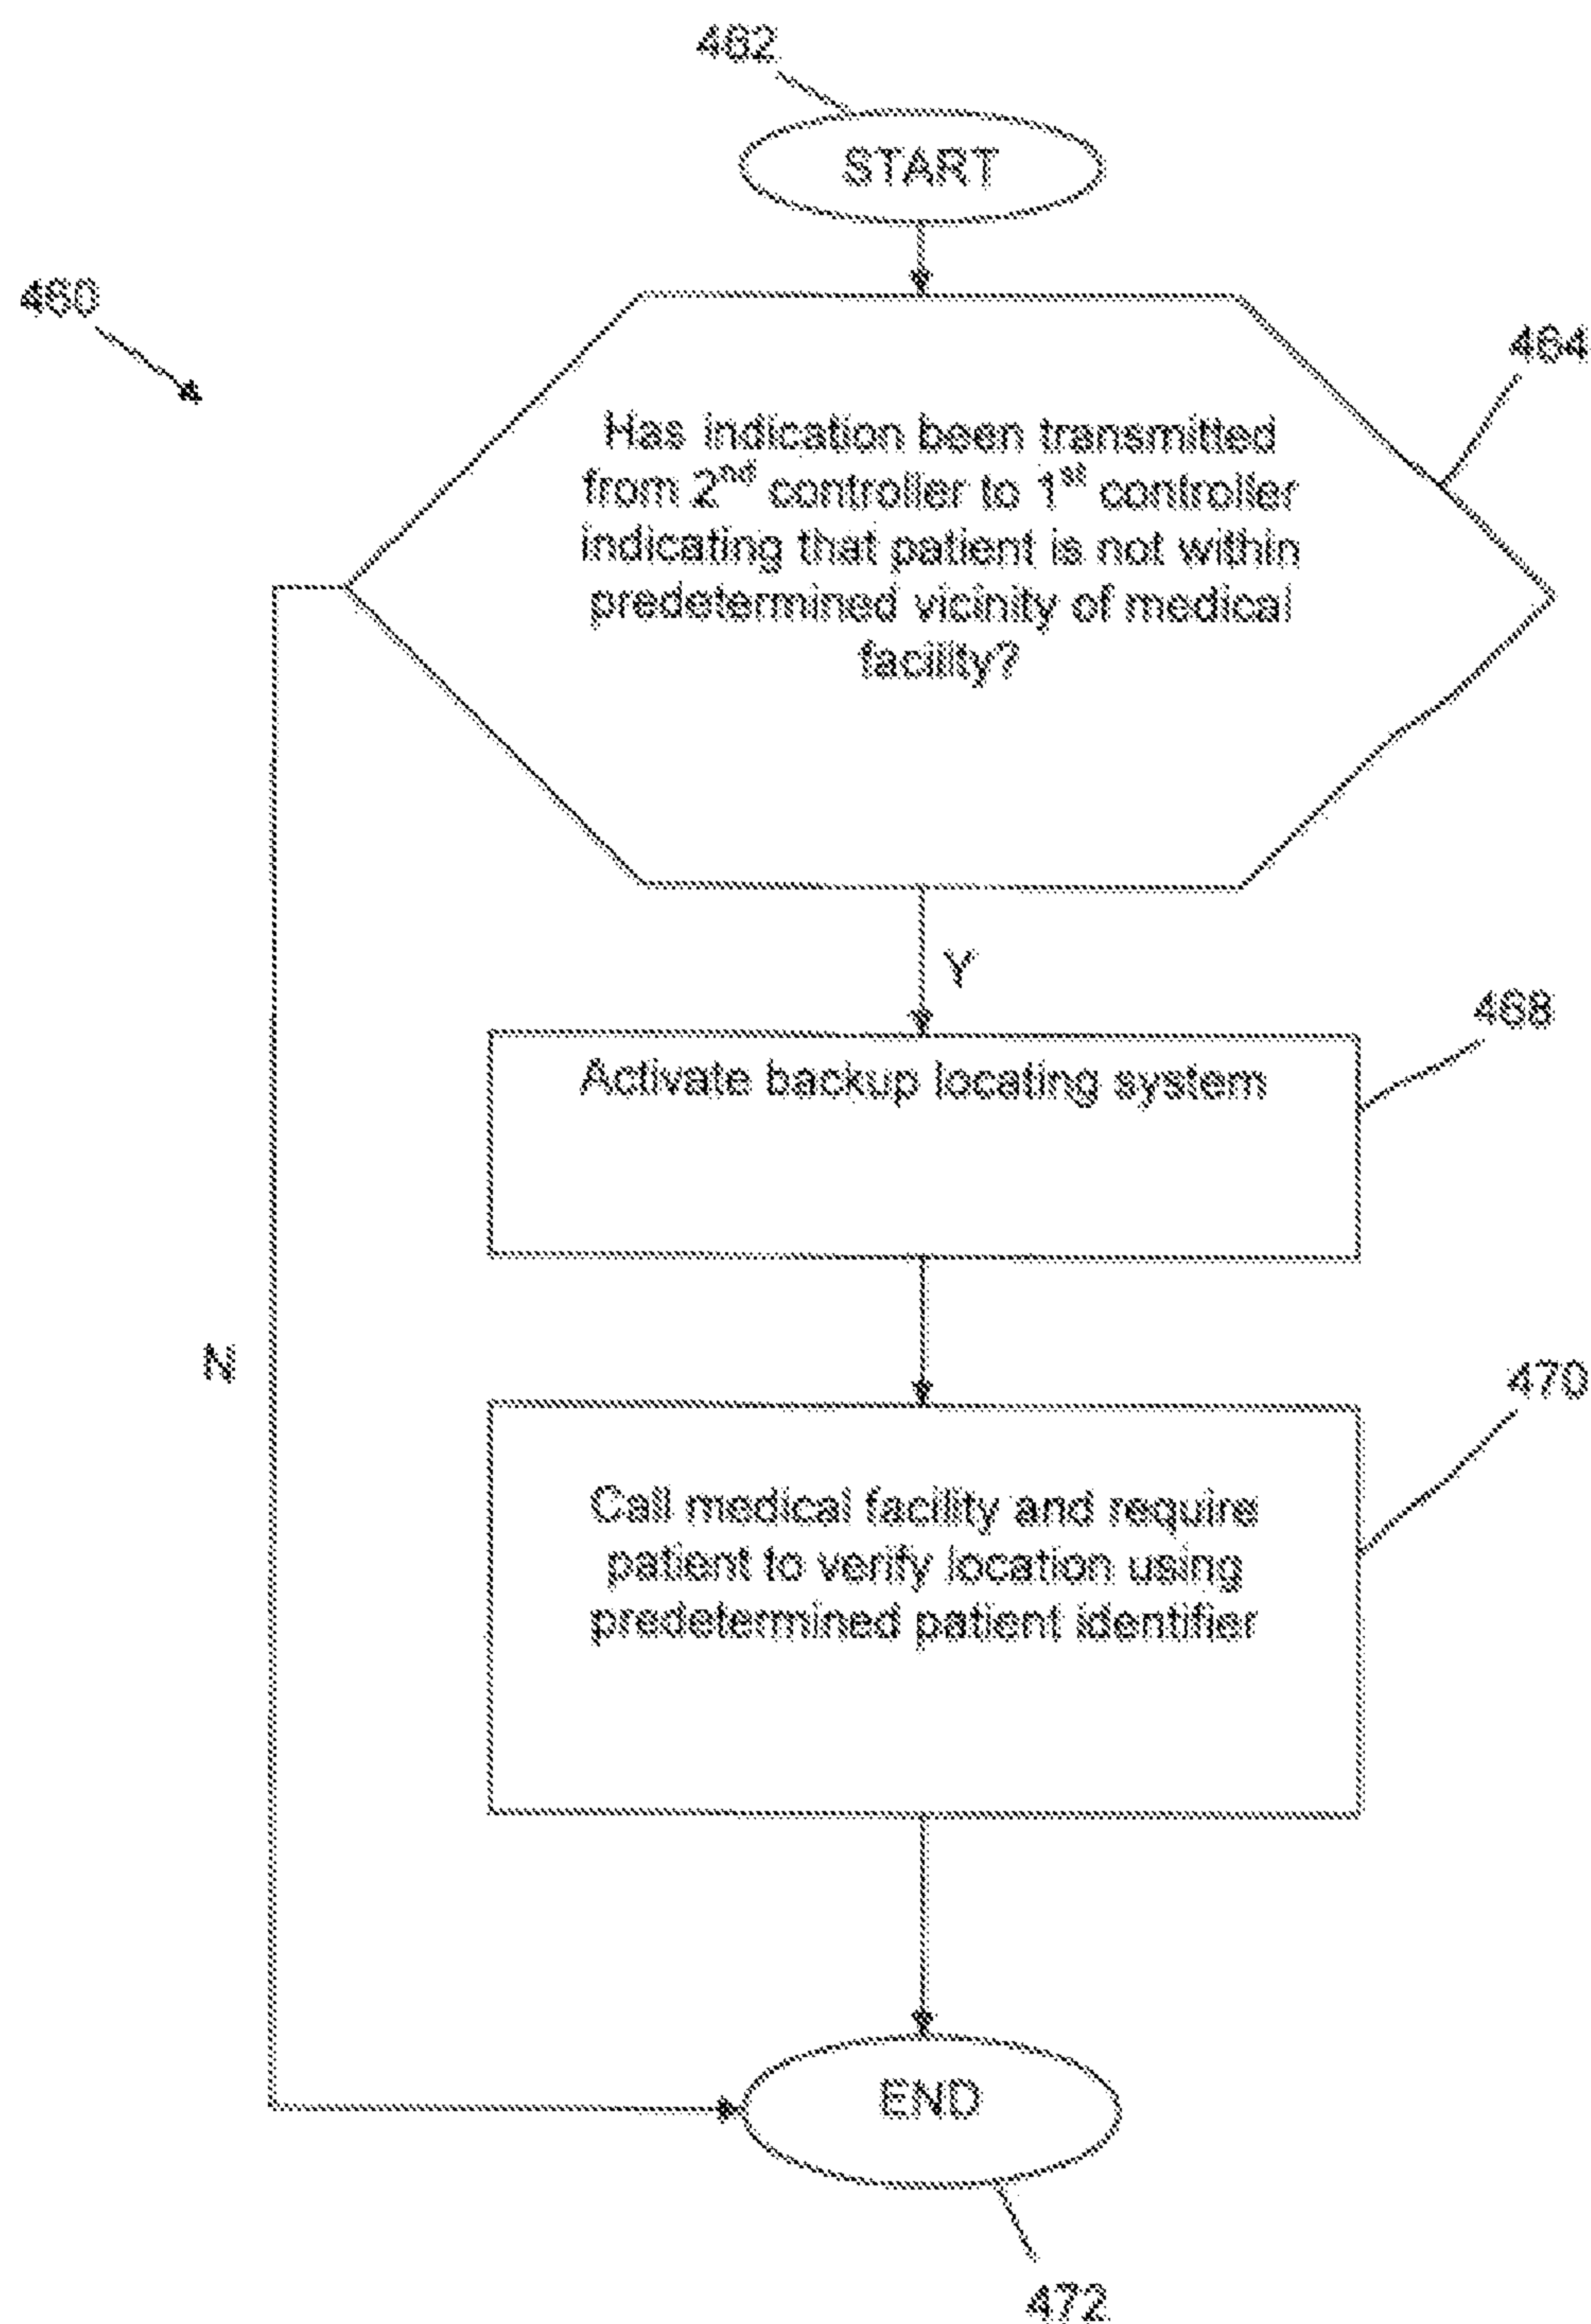 462
START
460
464
Has indication been transmitted
from 2nd controller to 1st controller
indicating that patient is not within
predetermined vicinity of medical
facility?
Y
468
Activate backup locating system
N
470
Call medical facility and require
patient to verify location using
predetermined patient identifier
END
472